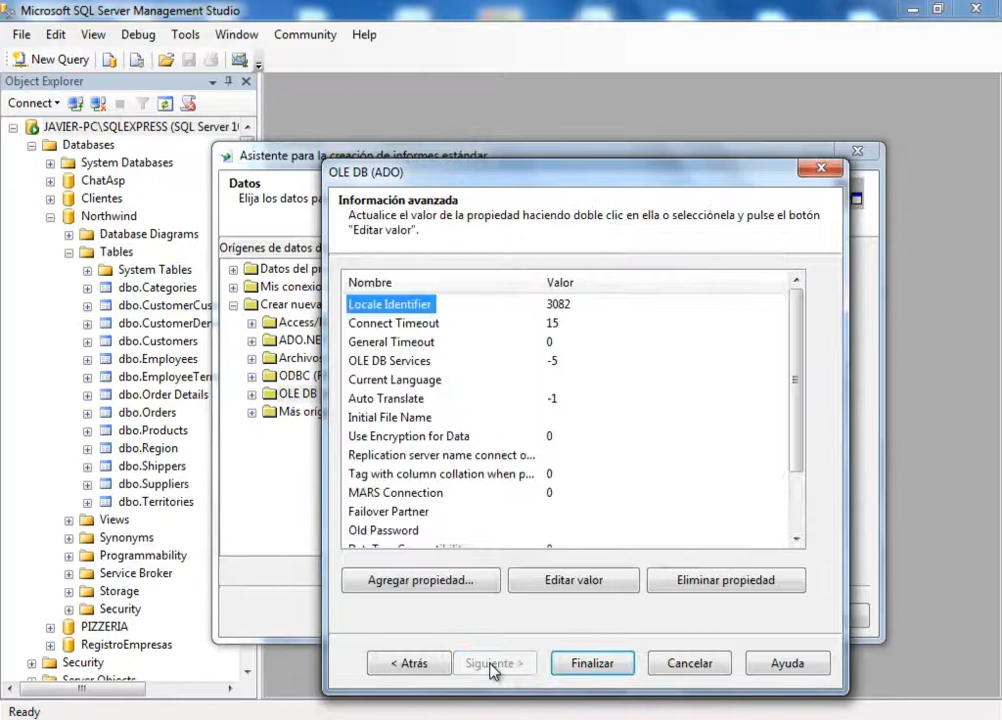 Microsoft SQL Server Management Studio
File Edit View Debug Tools Window Community Help
New Query
Object Explorer
Connect
JAVIER-PC\SQLEXPRESS (SQL Server 10
Databases
System Databases
ChatAsp
Clientes
Northwind
Database Diagrams
Tables
System Tables
dbo.Categories
dbo.CustomerCus
dbo.CustomerDer
dbo.Customers
dbo.Employees
dbo.EmployeeTerr
dbo.Order Details
dbo.Orders
dbo.Products
dbo.Region
dbo.Shippers
dbo.Suppliers
dbo.Territories
Views
Synonyms
Programmability
Service Broker
Storage
Security
PIZZERIA
RegistroEmpresas
Security
Server Objects
Ready
Asistente para la creación de informes estándar
Datos
Elija los datos pa
Orígenes de datos d
Datos del pr
Mis conexio
Crear nueva
Access/
ADO.NE
Archivos
ODBC (
OLE DB
Más oríg
OLE DB (ADO)
Información avanzada
Actualice el valor de la propiedad haciendo doble clic en ella o selecciónela y pulse el botón
"Editar valor".
Nombre Valor
Locale Identifier 3082
Connect Timeout 15
General Timeout 0
OLE DB Services -5
Current Language
Auto Translate -1
Initial File Name
Use Encryption for Data 0
Replication server name connect o...
Tag with column collation when p... 0
MARS Connection 0
Failover Partner
Old Password
Agregar propiedad... Editar valor Eliminar propiedad
< Atrás Siguiente > Finalizar Cancelar Ayuda